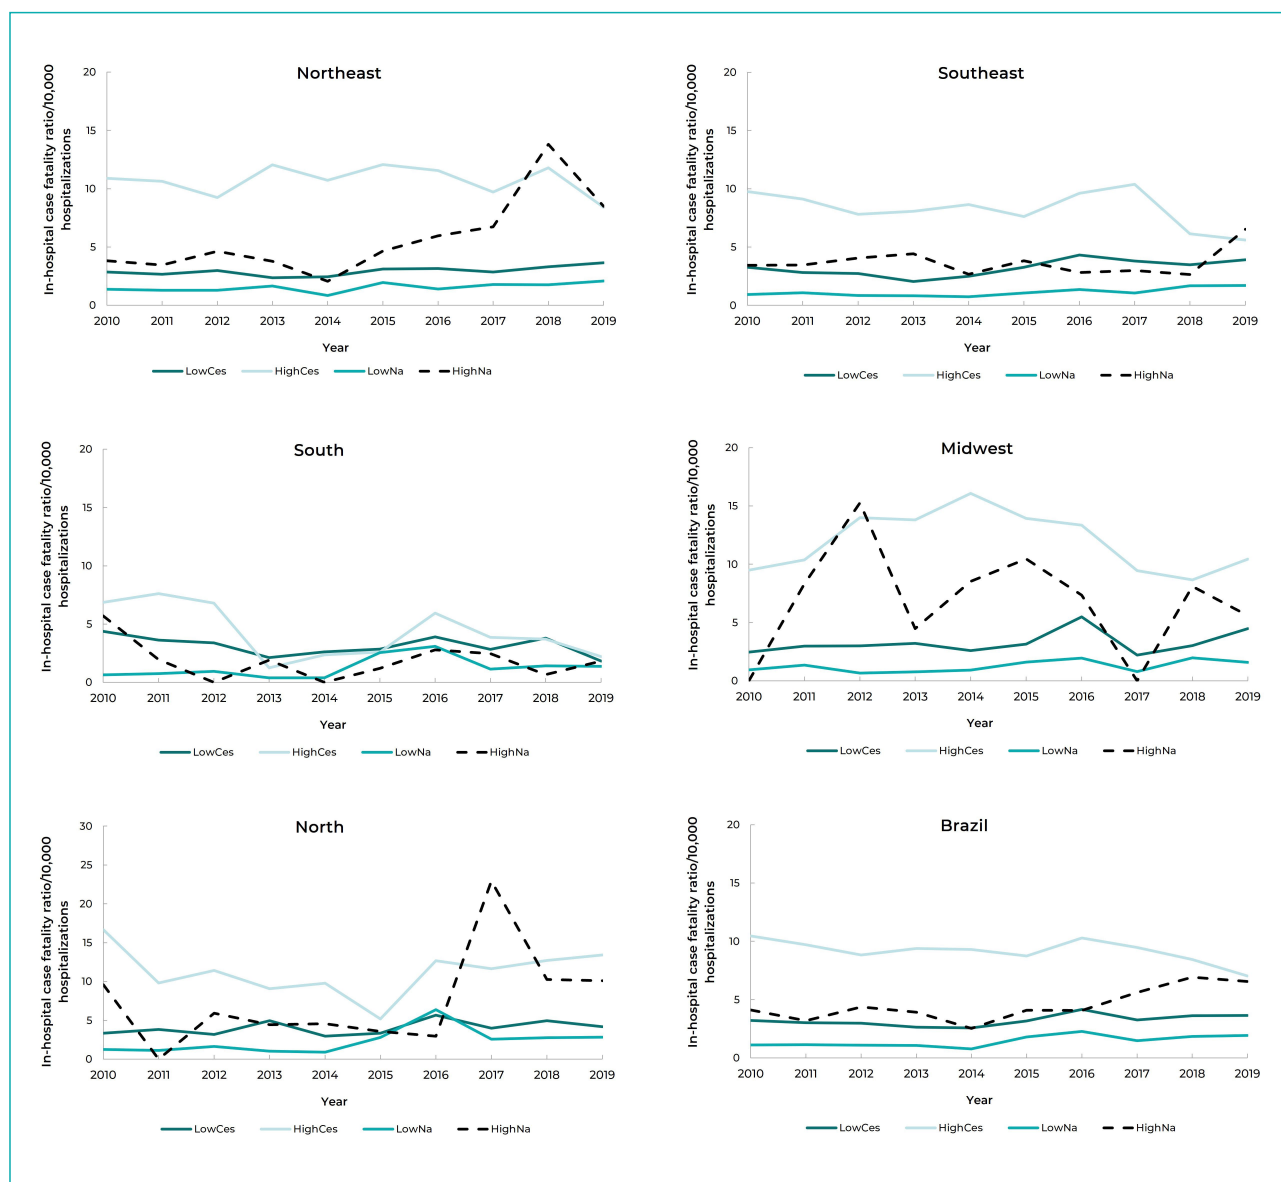 Northeast
In-hospital case fatality ratio/10,000
hospitalizations
20
15
10
5
0
2010 2011 2012 2013 2014 2015 2016 2017 2018 2019
Year
LowCes HighCes LowNa HighNa
Southeast
In-hospital case fatality ratio/10,000
hospitalizations
20
15
10
5
0
2010 2011 2012 2013 2014 2015 2016 2017 2018 2019
Year
LowCes HighCes LowNa HighNa
South
In-hospital case fatality ratio/10,000
hospitalizations
20
15
10
5
0
2010 2011 2012 2013 2014 2015 2016 2017 2018 2019
Year
LowCes HighCes LowNa HighNa
Midwest
In-hospital case fatality ratio/10,000
hospitalizations
20
15
10
5
0
2010 2011 2012 2013 2014 2015 2016 2017 2018 2019
Year
LowCes HighCes LowNa HighNa
North
In-hospital case fatality ratio/10,000
hospitalizations
30
25
20
15
10
5
0
2010 2011 2012 2013 2014 2015 2016 2017 2018 2019
Year
LowCes HighCes LowNa HighNa
Brazil
In-hospital case fatality ratio/10,000
hospitalizations
20
15
10
5
0
2010 2011 2012 2013 2014 2015 2016 2017 2018 2019
Year
LowCes HighCes LowNa HighNa